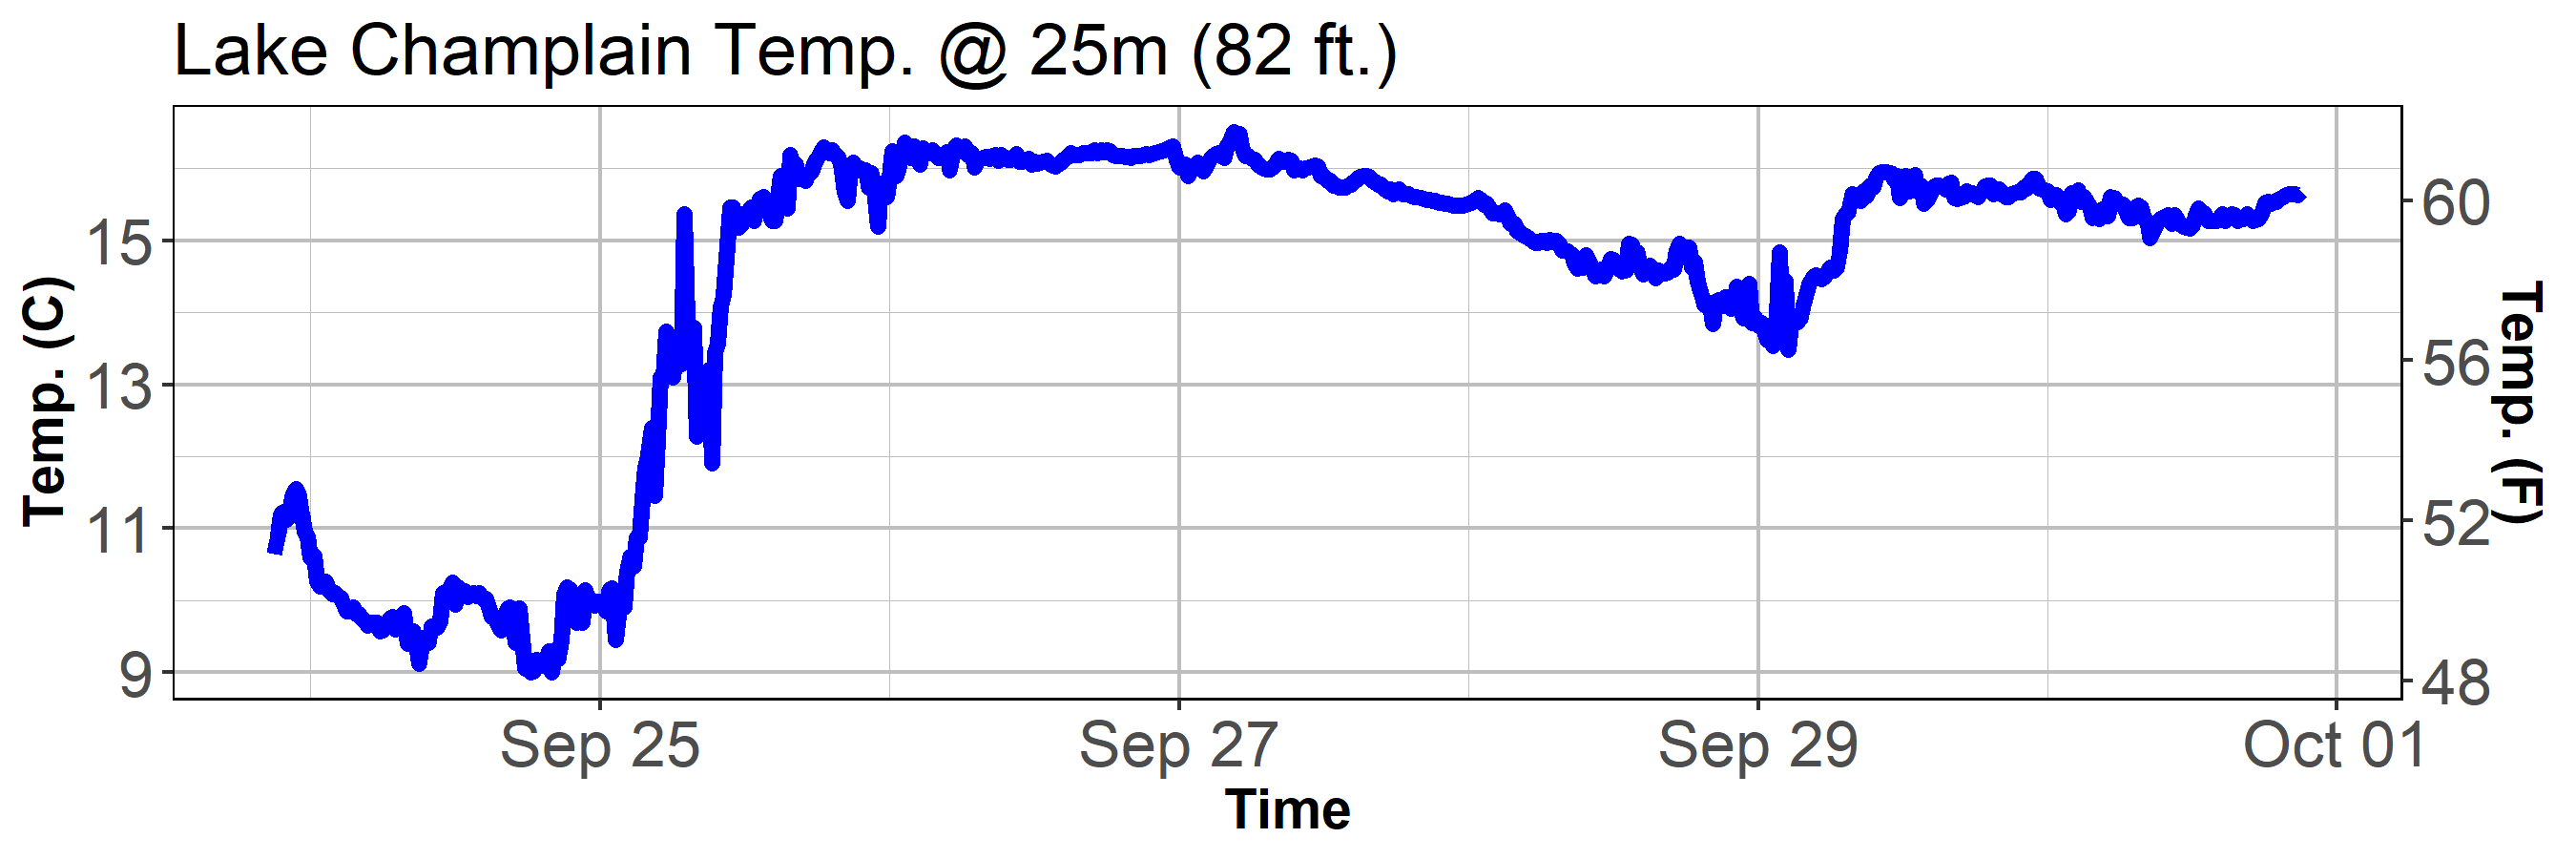 Lake Champlain Temp. @ 25m (82 ft.)
Temp. (C)
15
13
11
9
60
56
52
48
Temp. (F)
Sep 25
Sep 27
Sep 29
Oct 01
Time